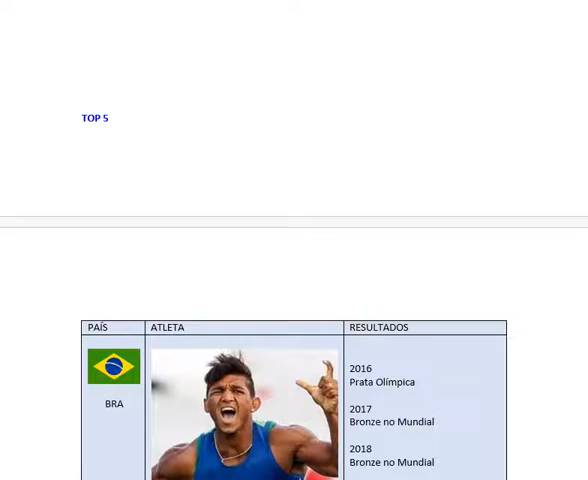 TOP 5
PAÍS ATLETA RESULTADOS
2016
Prata Olímpica
BRA
2017
Bronze no Mundial
2018
Bronze no Mundial